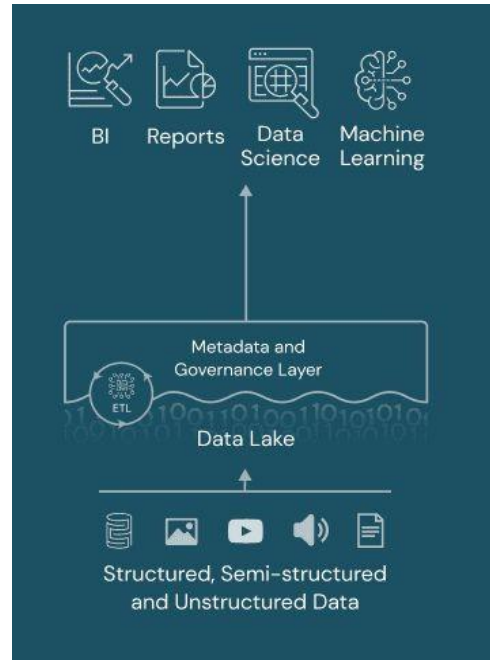 BI
Reports
Data
Science
Machine
Learning
Metadata and
Governance Layer
ETL
Data Lake
Structured, Semi-structured
and Unstructured Data